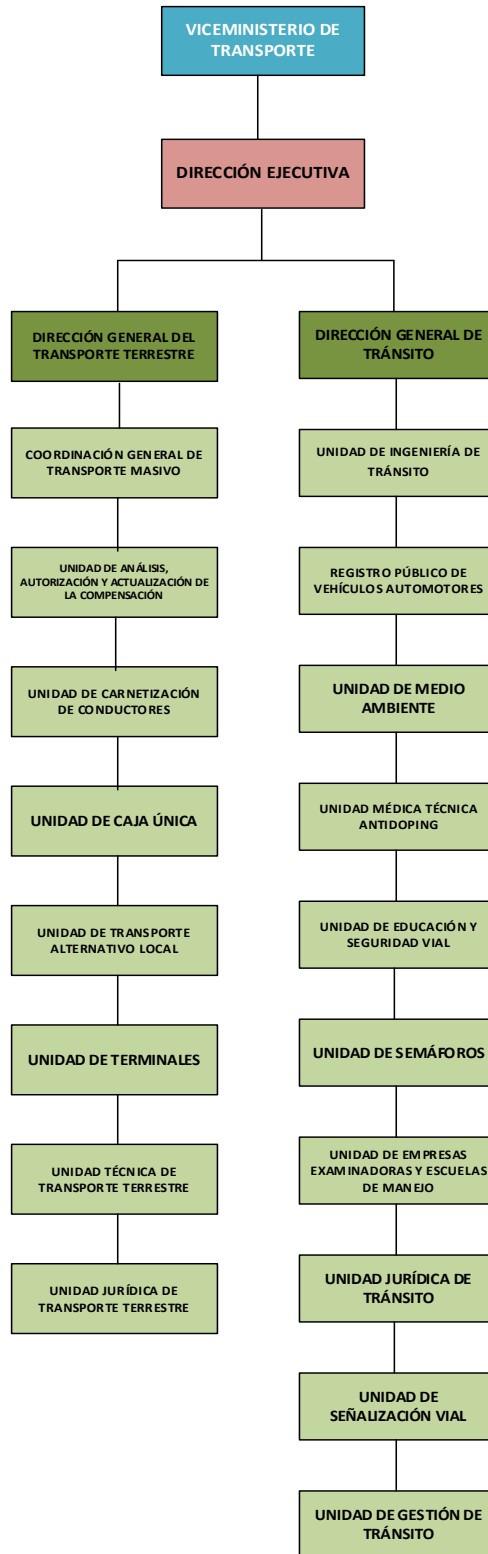 VICEMINISTERIO DE
TRANSPORTE
DIRECCIÓN EJECUTIVA
DIRECCIÓN GENERAL DEL
TRANSPORTE TERRESTRE
COORDINACIÓN GENERAL DE
TRANSPORTE MASIVO
UNIDAD DE ANÁLISIS,
AUTORIZACIÓN Y ACTUALIZACIÓN DE
LA COMPENSACIÓN
UNIDAD DE CARNETIZACIÓN
DE CONDUCTORES
UNIDAD DE CAJA ÚNICA
UNIDAD DE TRANSPORTE
ALTERNATIVO LOCAL
UNIDAD DE TERMINALES
UNIDAD TÉCNICA DE
TRANSPORTE TERRESTRE
UNIDAD JURÍDICA DE
TRANSPORTE TERRESTRE
DIRECCIÓN GENERAL DE
TRÁNSITO
UNIDAD DE INGENIERÍA DE
TRÁNSITO
REGISTRO PÚBLICO DE
VEHÍCULOS AUTOMOTORES
UNIDAD DE MEDIO
AMBIENTE
UNIDAD MÉDICA TÉCNICA
ANTIDOPING
UNIDAD DE EDUCACIÓN Y
SEGURIDAD VIAL
UNIDAD DE SEMÁFOROS
UNIDAD DE EMPRESAS
EXAMINADORAS Y ESCUELAS
DE MANEJO
UNIDAD JURÍDICA DE
TRÁNSITO
UNIDAD DE
SEÑALIZACIÓN VIAL
UNIDAD DE GESTIÓN DE
TRÁNSITO